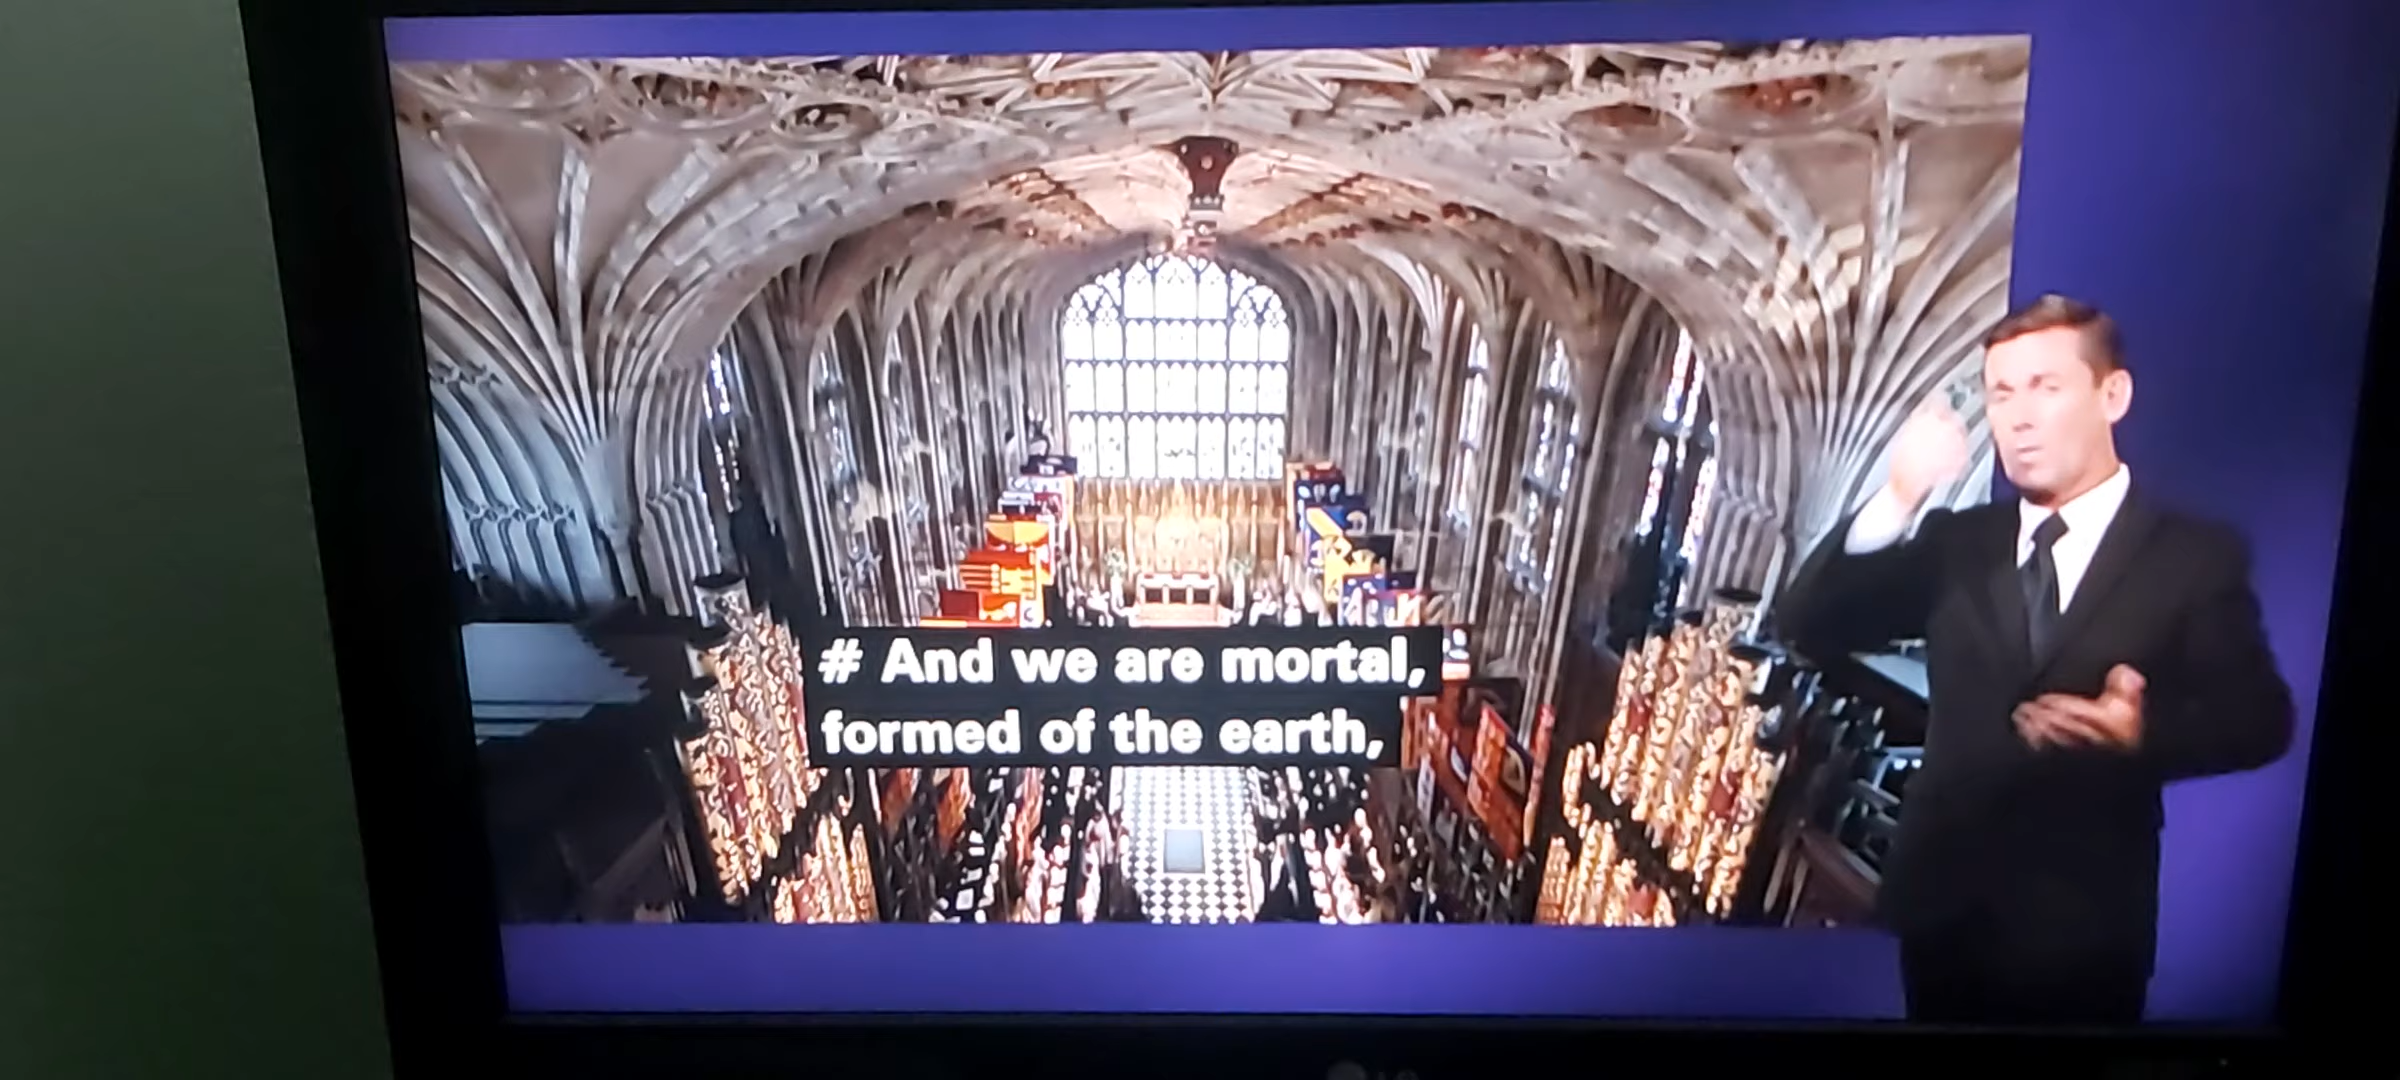 # And we are mortal,
formed of the earth,